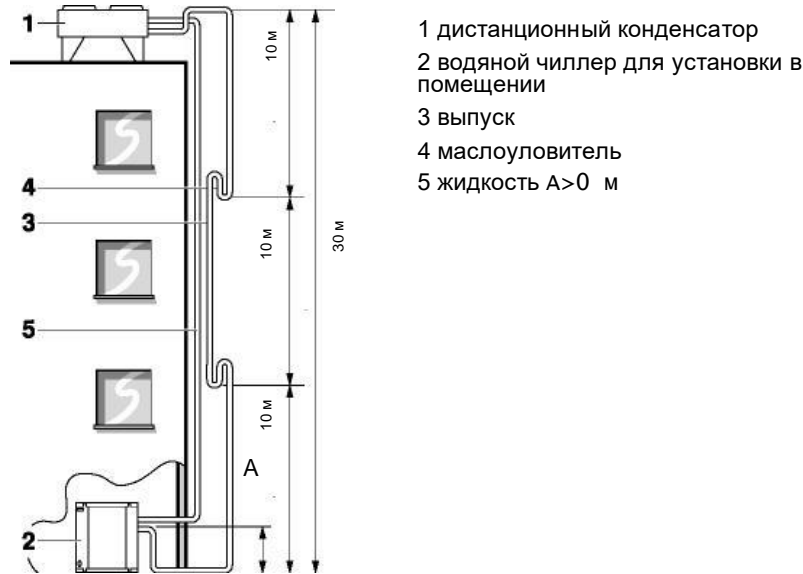 1
10 м
4
3
10 м
30 м
5
10 м
A
2
1 дистанционный конденсатор
2 водяной чиллер для установки в
помещении
3 выпуск
4 маслоуловитель
5 жидкость A>0 м